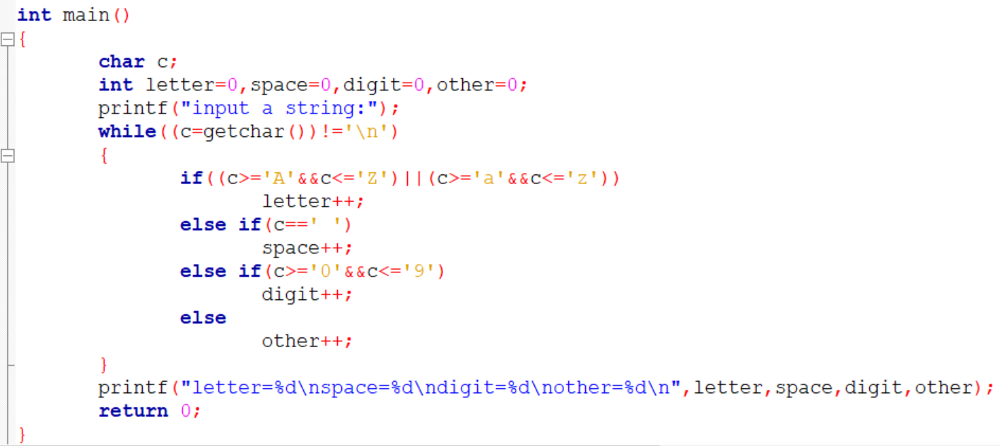 int main()
{
char c;
int letter=0,space=0,digit=0,other=0;
printf("input a string:");
while((c=getchar())!='\n')
{
if((c>='A'&&c<='Z')||(c>='a'&&c<='z'))
letter++;
else if(c==' ')
space++;
else if(c>='0'&&c<='9')
digit++;
else
other++;
}
printf("letter=%d\nspace=%d\ndigit=%d\nother=%d\n",letter,space,digit,other);
return 0;
}